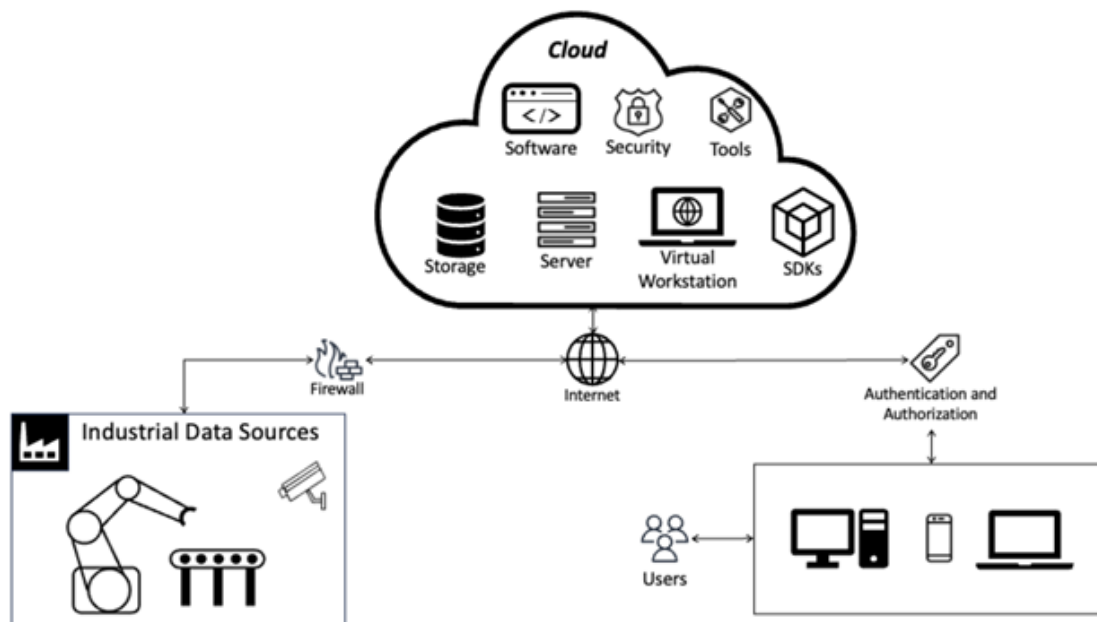 Cloud
</>
Software
Security
Tools
Storage
Server
Virtual
Workstation
SDKs
Firewall
Internet
Authentication and
Authorization
Industrial Data Sources
Users